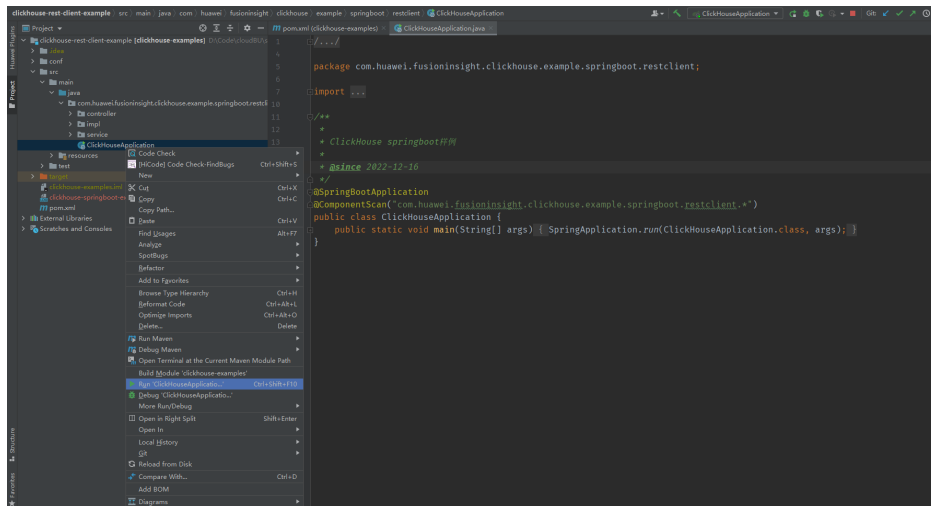 clickhouse-rest-client-example src main java com huawei fusioninsight clickhouse example springboot restclient ClickHouseApplication
ClickHouseApplication
Git:
Project
pom.xml (clickhouse-examples)
ClickHouseApplication.java
clickhouse-rest-client-example [clickhouse-examples]
.idea
conf
src
main
java
com.huawei.fusioninsight.clickhouse.example.springboot.restcli
controller
impl
service
ClickHouseApplication
resources
test
target
clickhouse-examples.iml
clickhouse-springboot-ex
pom.xml
External Libraries
Scratches and Consoles
Huawei Plugins
Project
Structure
Favorites
Code Check
[HiCode] Code Check-FindBugs Ctrl+Shift+S
New
Cut Ctrl+X
Copy Ctrl+C
Copy Path...
Paste Ctrl+V
Find Usages Alt+F7
Analyze
SpotBugs
Refactor
Add to Favorites
Browse Type Hierarchy Ctrl+H
Reformat Code Ctrl+Alt+L
Optimize Imports Ctrl+Alt+O
Delete... Delete
Run Maven
Debug Maven
Open Terminal at the Current Maven Module Path
Build Module 'clickhouse-examples'
Run 'ClickHouseApplicatio...' Ctrl+Shift+F10
Debug 'ClickHouseApplicatio...'
More Run/Debug
Open in Right Split Shift+Enter
Open In
Local History
Git
Reload from Disk
Compare With... Ctrl+D
Add BOM
Diagrams
1 /.../
4
5 package com.huawei.fusioninsight.clickhouse.example.springboot.restclient;
6
7 import ...
10
11 /**
12 *
13 * ClickHouse springboot样例
*
* @since 2022-12-16
*/
@SpringBootApplication
@ComponentScan("com.huawei.fusioninsight.clickhouse.example.springboot.restclient.*")
public class ClickHouseApplication {
public static void main(String[] args) { SpringApplication.run(ClickHouseApplication.class, args); }
}